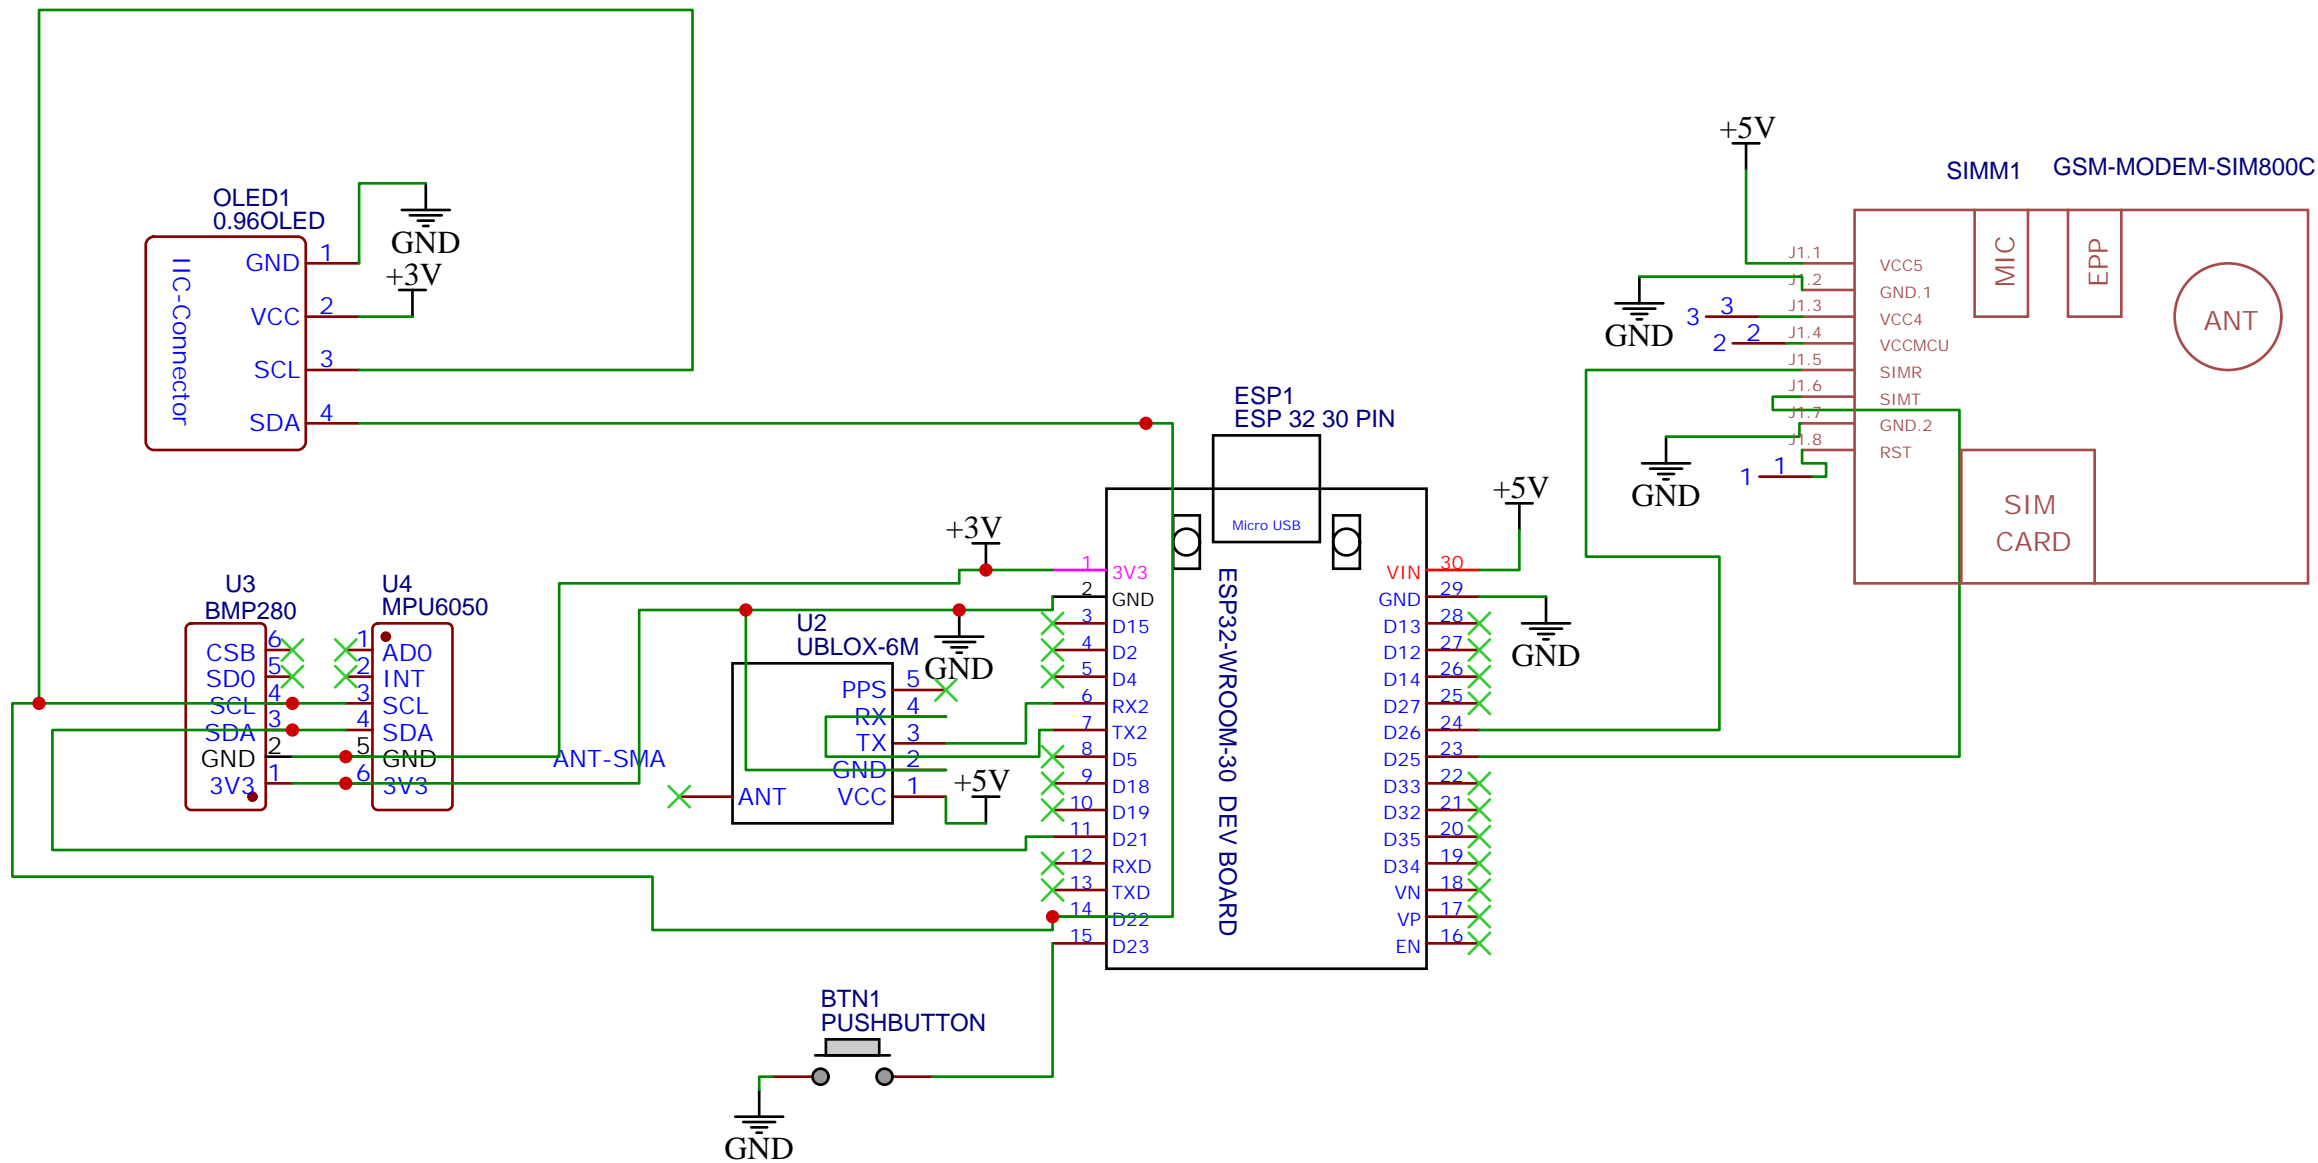 +5V
SIMM1
GSM-MODEM-SIM800C
J1.1
J1.2
J1.3
J1.4
J1.5
J1.6
J1.7
J1.8
VCC5
GND.1
VCC4
VCCMCU
SIMR
SIMT
GND.2
RST
MIC
EPP
ANT
SIM
CARD
GND
3 3
2 2
GND
1 1
OLED1
0.96OLED
IIC-Connector
GND 1
VCC 2
SCL 3
SDA 4
GND
+3V
ESP1
ESP 32 30 PIN
Micro USB
ESP32-WROOM-30 DEV BOARD
+3V
+5V
1 3V3
2 GND
3 D15
4 D2
5 D4
6 RX2
7 TX2
8 D5
9 D18
10 D19
11 D21
12 RXD
13 TXD
14 D22
15 D23
VIN 30
GND 29
D13 28
D12 27
D14 26
D27 25
D26 24
D25 23
D33 22
D32 21
D35 20
D34 19
VN 18
VP 17
EN 16
GND
U3
BMP280
CSB 6
SD0 5
SCL 4
SDA 3
GND 2
3V3 1
U4
MPU6050
1 AD0
2 INT
3 SCL
4 SDA
5 GND
6 3V3
U2
UBLOX-6M
GND
PPS 5
RX 4
TX 3
GND 2
VCC 1
ANT-SMA
ANT
+5V
BTN1
PUSHBUTTON
GND